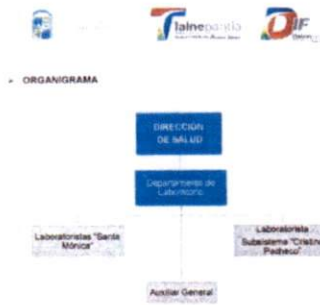 Tlalnepantla
DIF
ORGANIGRAMA
DIRECCIÓN
DE SALUD
Departamento de
Laboratorio
Laboratoristas "Santa
Mónica"
Laboratorista
Subsistema "Cristina
Pacheco"
Auxiliar General